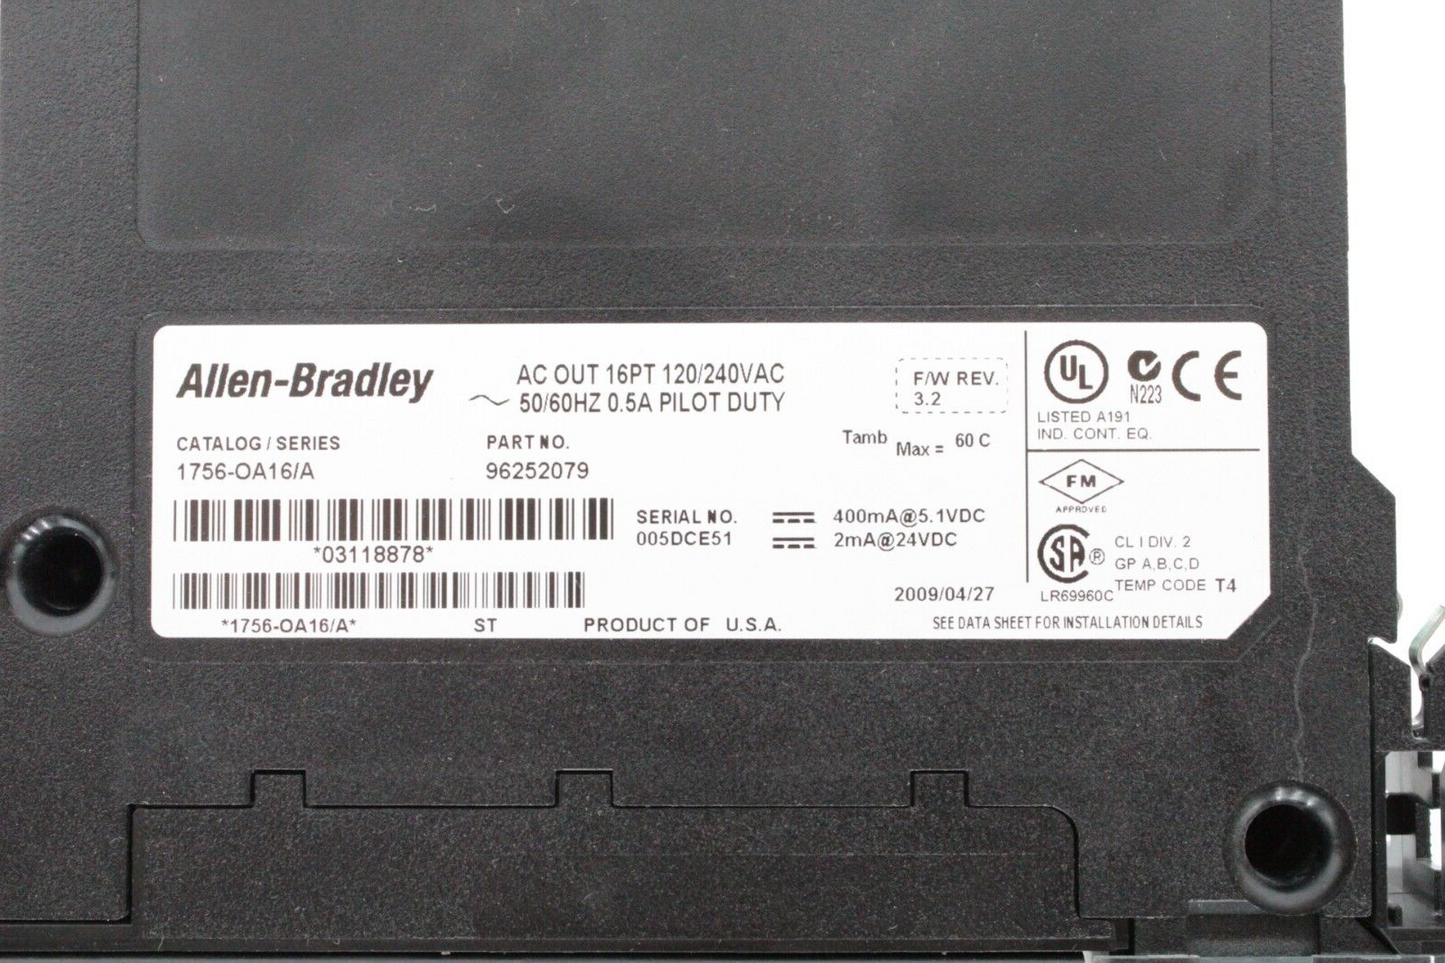 Allen-Bradley
AC OUT 16PT 120/240VAC
50/60HZ 0.5A PILOT DUTY
F/W REV.
3.2
CATALOG / SERIES
1756-OA16/A
PART NO.
96252079
Tamb Max = 60 C
*03118878*
SERIAL NO.
005DCE51
400mA@5.1VDC
2mA@24VDC
2009/04/27
*1756-OA16/A*
ST
PRODUCT OF U.S.A.
SEE DATA SHEET FOR INSTALLATION DETAILS
UL
N223
CE
LISTED A191
IND. CONT. EQ.
FM
APPROVED
SA ®
LR69960C
CL I DIV. 2
GP A,B,C,D
TEMP CODE T4